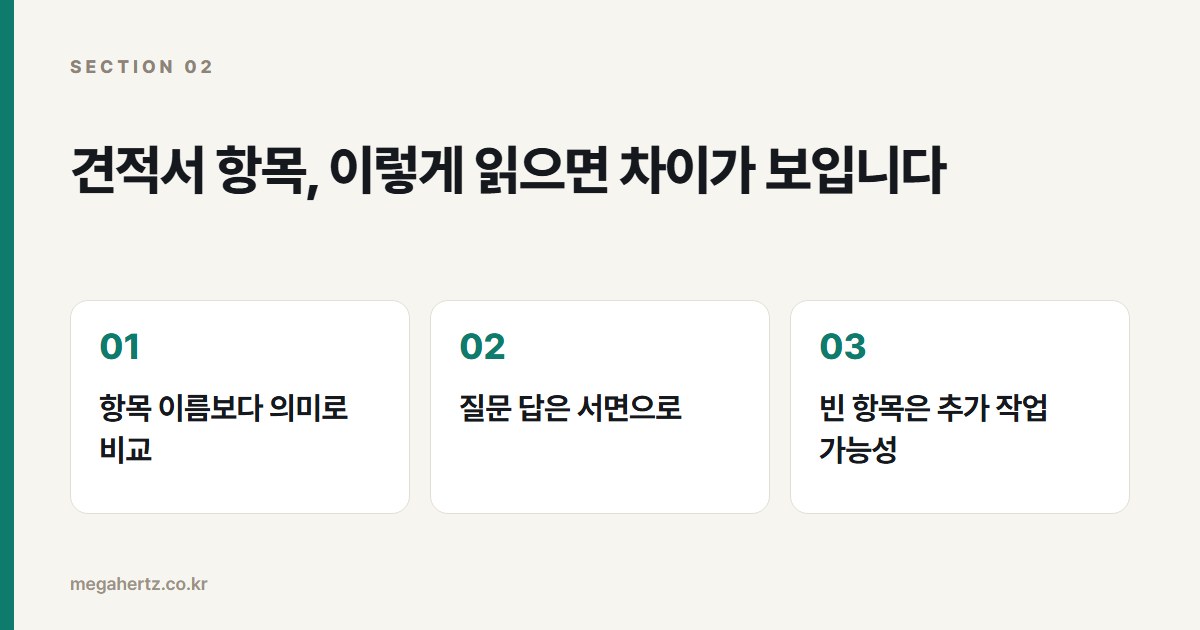 SECTION 02
견적서 항목, 이렇게 읽으면 차이가 보입니다
01
항목 이름보다 의미로
비교
02
질문 답은 서면으로
03
빈 항목은 추가 작업
가능성
megahertz.co.kr